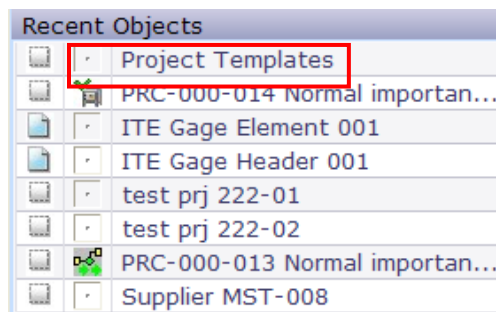 Recent Objects
Project Templates
PRC-000-014 Normal importan...
ITE Gage Element 001
ITE Gage Header 001
test prj 222-01
test prj 222-02
PRC-000-013 Normal importan...
Supplier MST-008